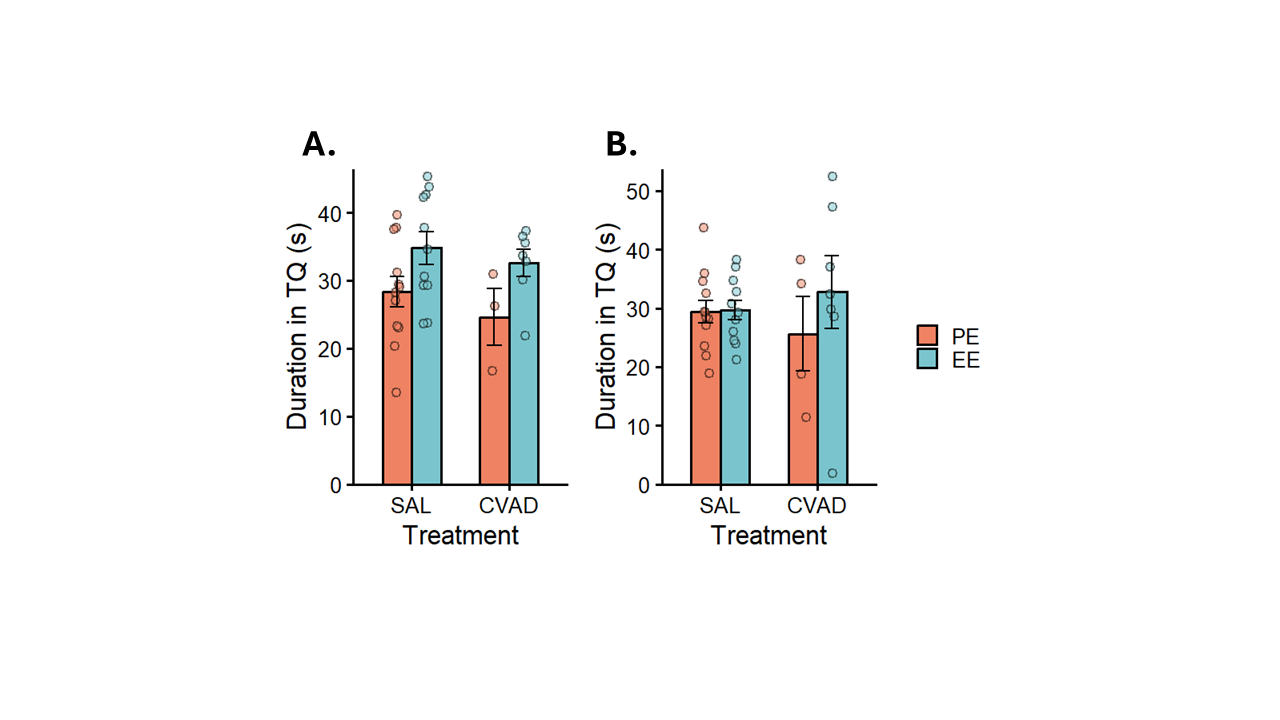 A.
Duration in TQ (s)
40
30
20
10
0
SAL CVAD
Treatment
B.
Duration in TQ (s)
50
40
30
20
10
0
SAL CVAD
Treatment
PE
EE